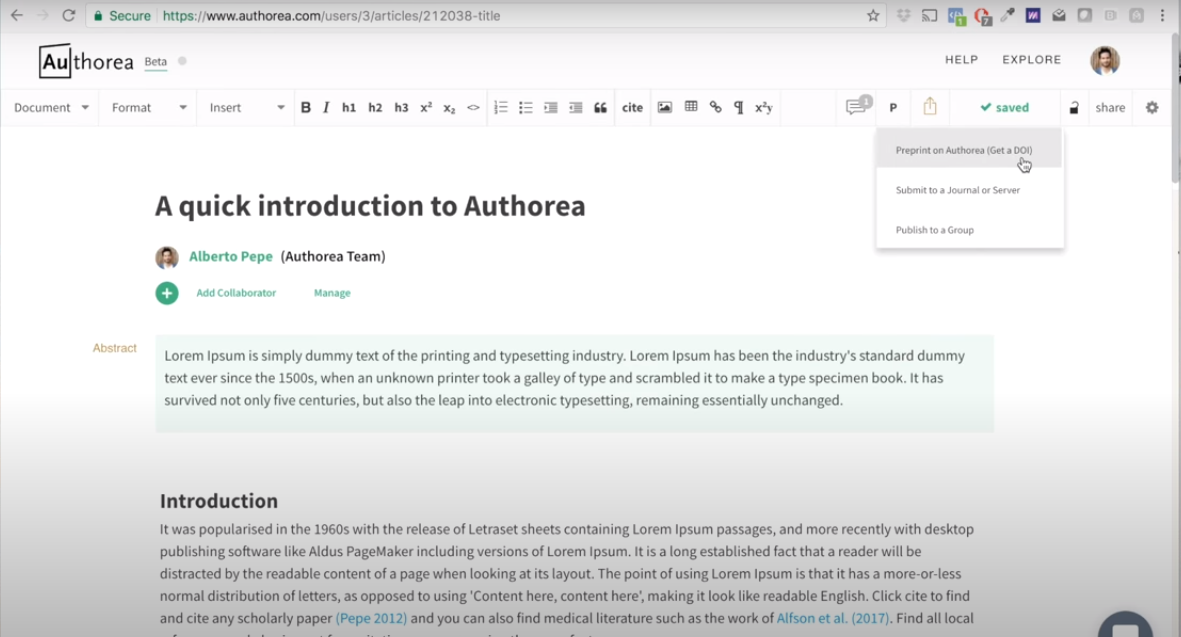 Secure https://www.authorea.com/users/3/articles/212038-title
Authorea Beta
HELP EXPLORE
Document Format Insert B I h1 h2 h3 x² x₂ <> cite x²y 1 P saved share
Preprint on Authorea (Get a DOI)
Submit to a Journal or Server
Publish to a Group
A quick introduction to Authorea
Alberto Pepe (Authorea Team)
Add Collaborator Manage
Abstract
Lorem Ipsum is simply dummy text of the printing and typesetting industry. Lorem Ipsum has been the industry's standard dummy
text ever since the 1500s, when an unknown printer took a galley of type and scrambled it to make a type specimen book. It has
survived not only five centuries, but also the leap into electronic typesetting, remaining essentially unchanged.
Introduction
It was popularised in the 1960s with the release of Letraset sheets containing Lorem Ipsum passages, and more recently with desktop
publishing software like Aldus PageMaker including versions of Lorem Ipsum. It is a long established fact that a reader will be
distracted by the readable content of a page when looking at its layout. The point of using Lorem Ipsum is that it has a more-or-less
normal distribution of letters, as opposed to using 'Content here, content here', making it look like readable English. Click cite to find
and cite any scholarly paper (Pepe 2012) and you can also find medical literature such as the work of Alfson et al. (2017). Find all local